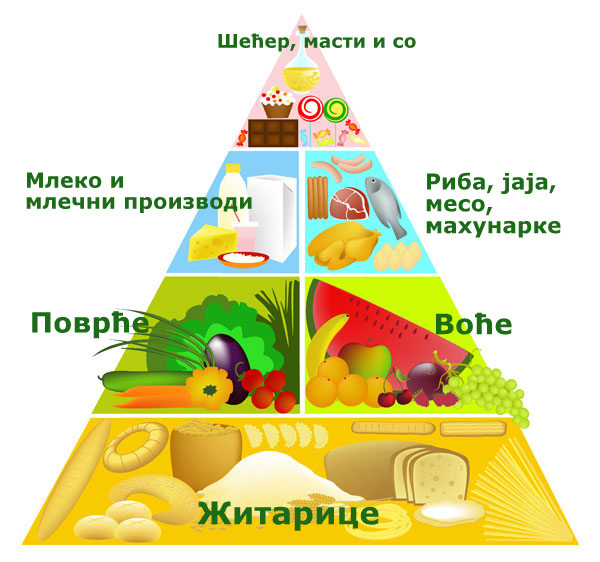 Шећер, масти и со
Млеко и
млечни производи
Риба, јаја,
месо,
махунарке
Поврће
Воће
Житарице